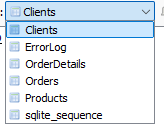 : Clients
Clients
ErrorLog
OrderDetails
Orders
Products
sqlite_sequence